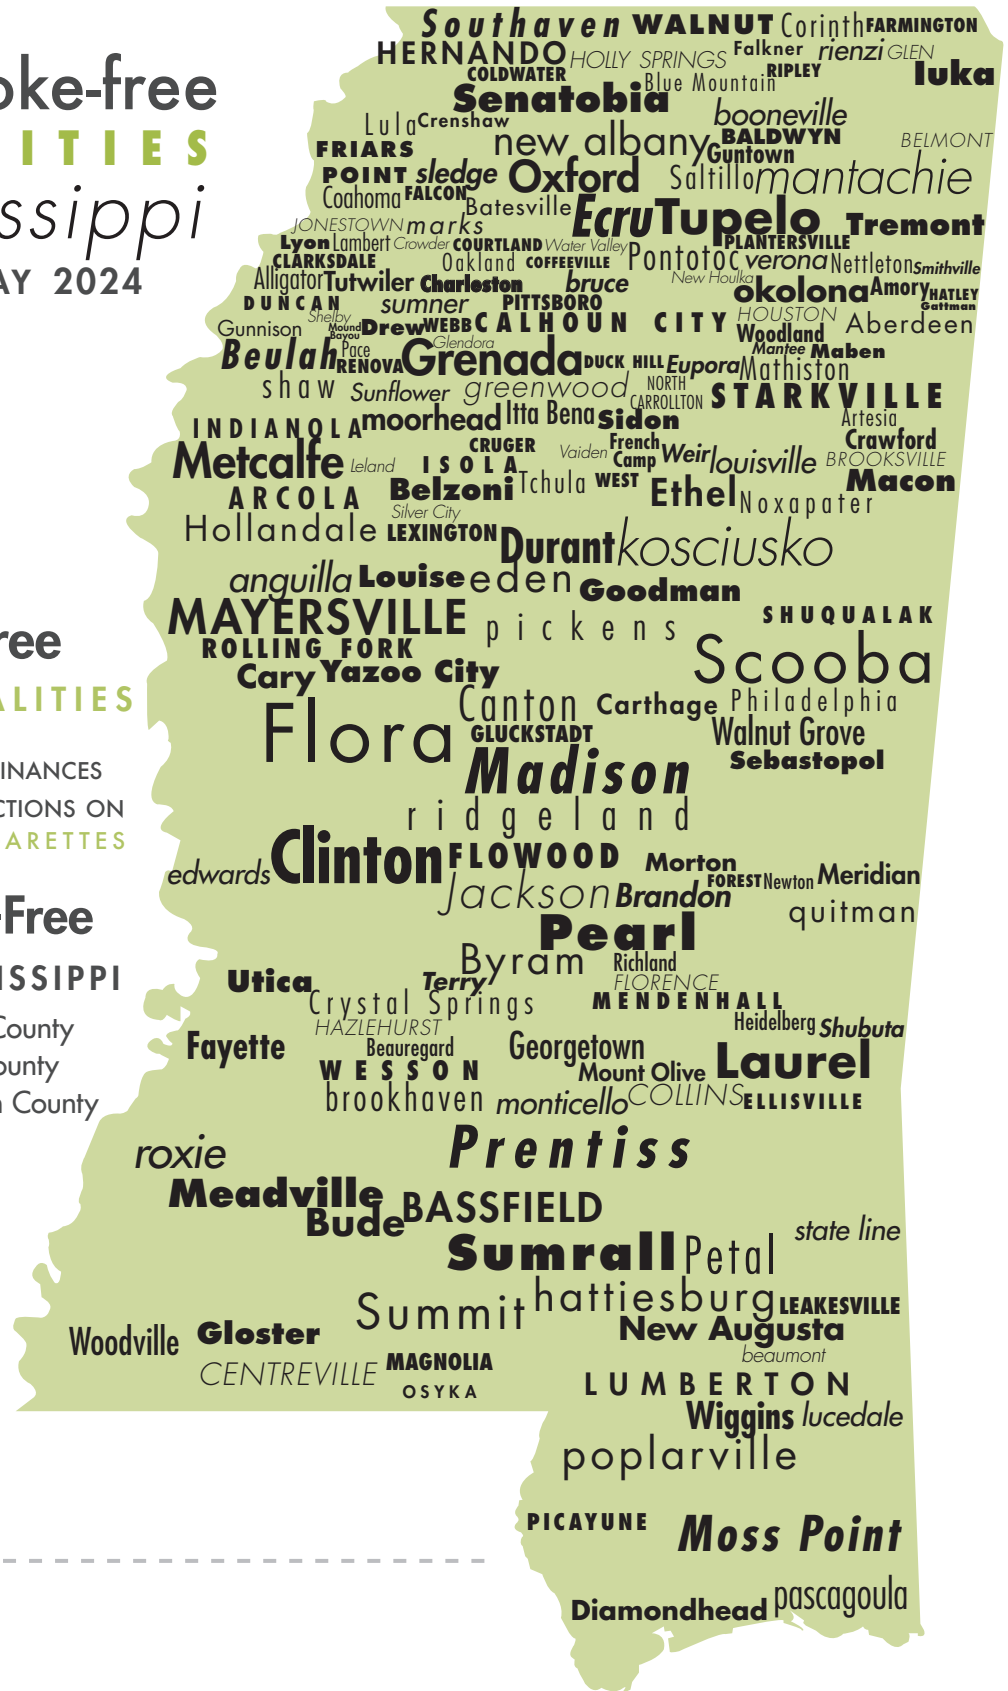 oke-free
ITIES
ssippi
AY 2024
ree
ALITIES
INANCES
CTIONS ON
ARETTES
-Free
ISSIPPI
County
ounty
n County
Southaven WALNUT Corinth FARMINGTON
HERNANDO HOLLY SPRINGS Falkner rienzi GLEN
COLDWATER Blue Mountain RIPLEY Iuka
Senatobia booneville
Lula Crenshaw new albany BALDWYN BELMONT
FRIARS Guntown
POINT sledge Oxford Saltillo mantachie
Coahoma FALCON Batesville Ecru Tupelo Tremont
JONESTOWN marks
Lyon Lambert Crowder COURTLAND Water Valley PLANTERSVILLE
CLARKSDALE Oakland COFFEEVILLE Pontotoc verona Nettleton Smithville
Alligator Tutwiler Charleston bruce New Houlka okolona Amory HATLEY
DUNCAN sumner PITTSBORO Gattman
Shelby HOUSTON
Gunnison Mound Bayou Drew WEBB CALHOUN CITY Woodland Aberdeen
Beulah Pace Glendora Mantee Maben
RENOVA Grenada DUCK HILL Eupora Mathiston
shaw Sunflower greenwood NORTH CARROLLTON STARKVILLE
INDIANOLA moorhead Itta Bena Sidon Artesia
CRUGER Vaiden French Camp Weir louisville Crawford
Metcalfe Leland ISOLA BROOKSVILLE
ARCOLA Belzoni Tchula WEST Ethel Noxapater Macon
Silver City
Hollandale LEXINGTON Durant kosciusko
anguilla Louise eden Goodman
MAYERSVILLE pickens SHUQUALAK
ROLLING FORK Scooba
Cary Yazoo City
Flora Canton Carthage Philadelphia
GLUCKSTADT Walnut Grove
Madison Sebastopol
ridgeland
edwards Clinton FLOWOOD Morton
Jackson Brandon FOREST Newton Meridian
Pearl quitman
Byram Richland
Utica Terry FLORENCE
Crystal Springs MENDENHALL
HAZLEHURST Heidelberg Shubuta
Fayette Beauregard Georgetown
WESSON Mount Olive Laurel
brookhaven monticello COLLINS ELLISVILLE
roxie Prentiss
Meadville
Bude BASSFIELD
state line
Sumrall Petal
Summit hattiesburg LEAKESVILLE
Woodville Gloster New Augusta
CENTREVILLE MAGNOLIA beaumont
OSYKA LUMBERTON
Wiggins lucedale
poplarville
PICAYUNE Moss Point
Diamondhead pascagoula